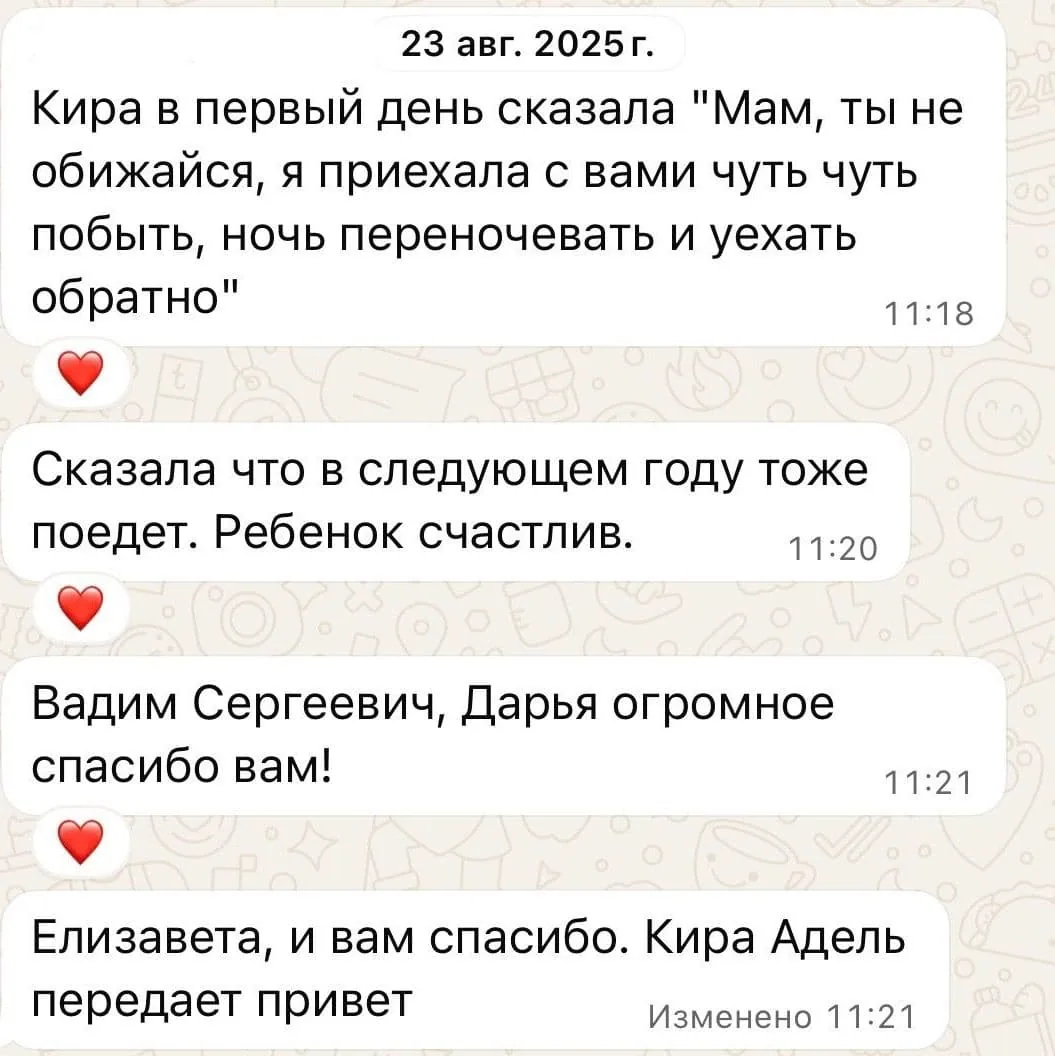 23 авг. 2025 г.
Кира в первый день сказала "Мам, ты не
обижайся, я приехала с вами чуть чуть
побыть, ночь переночевать и уехать
обратно"
11:18
Сказала что в следующем году тоже
поедет. Ребенок счастлив.
11:20
Вадим Сергеевич, Дарья огромное
спасибо вам!
11:21
Елизавета, и вам спасибо. Кира Адель
передает привет
Изменено 11:21